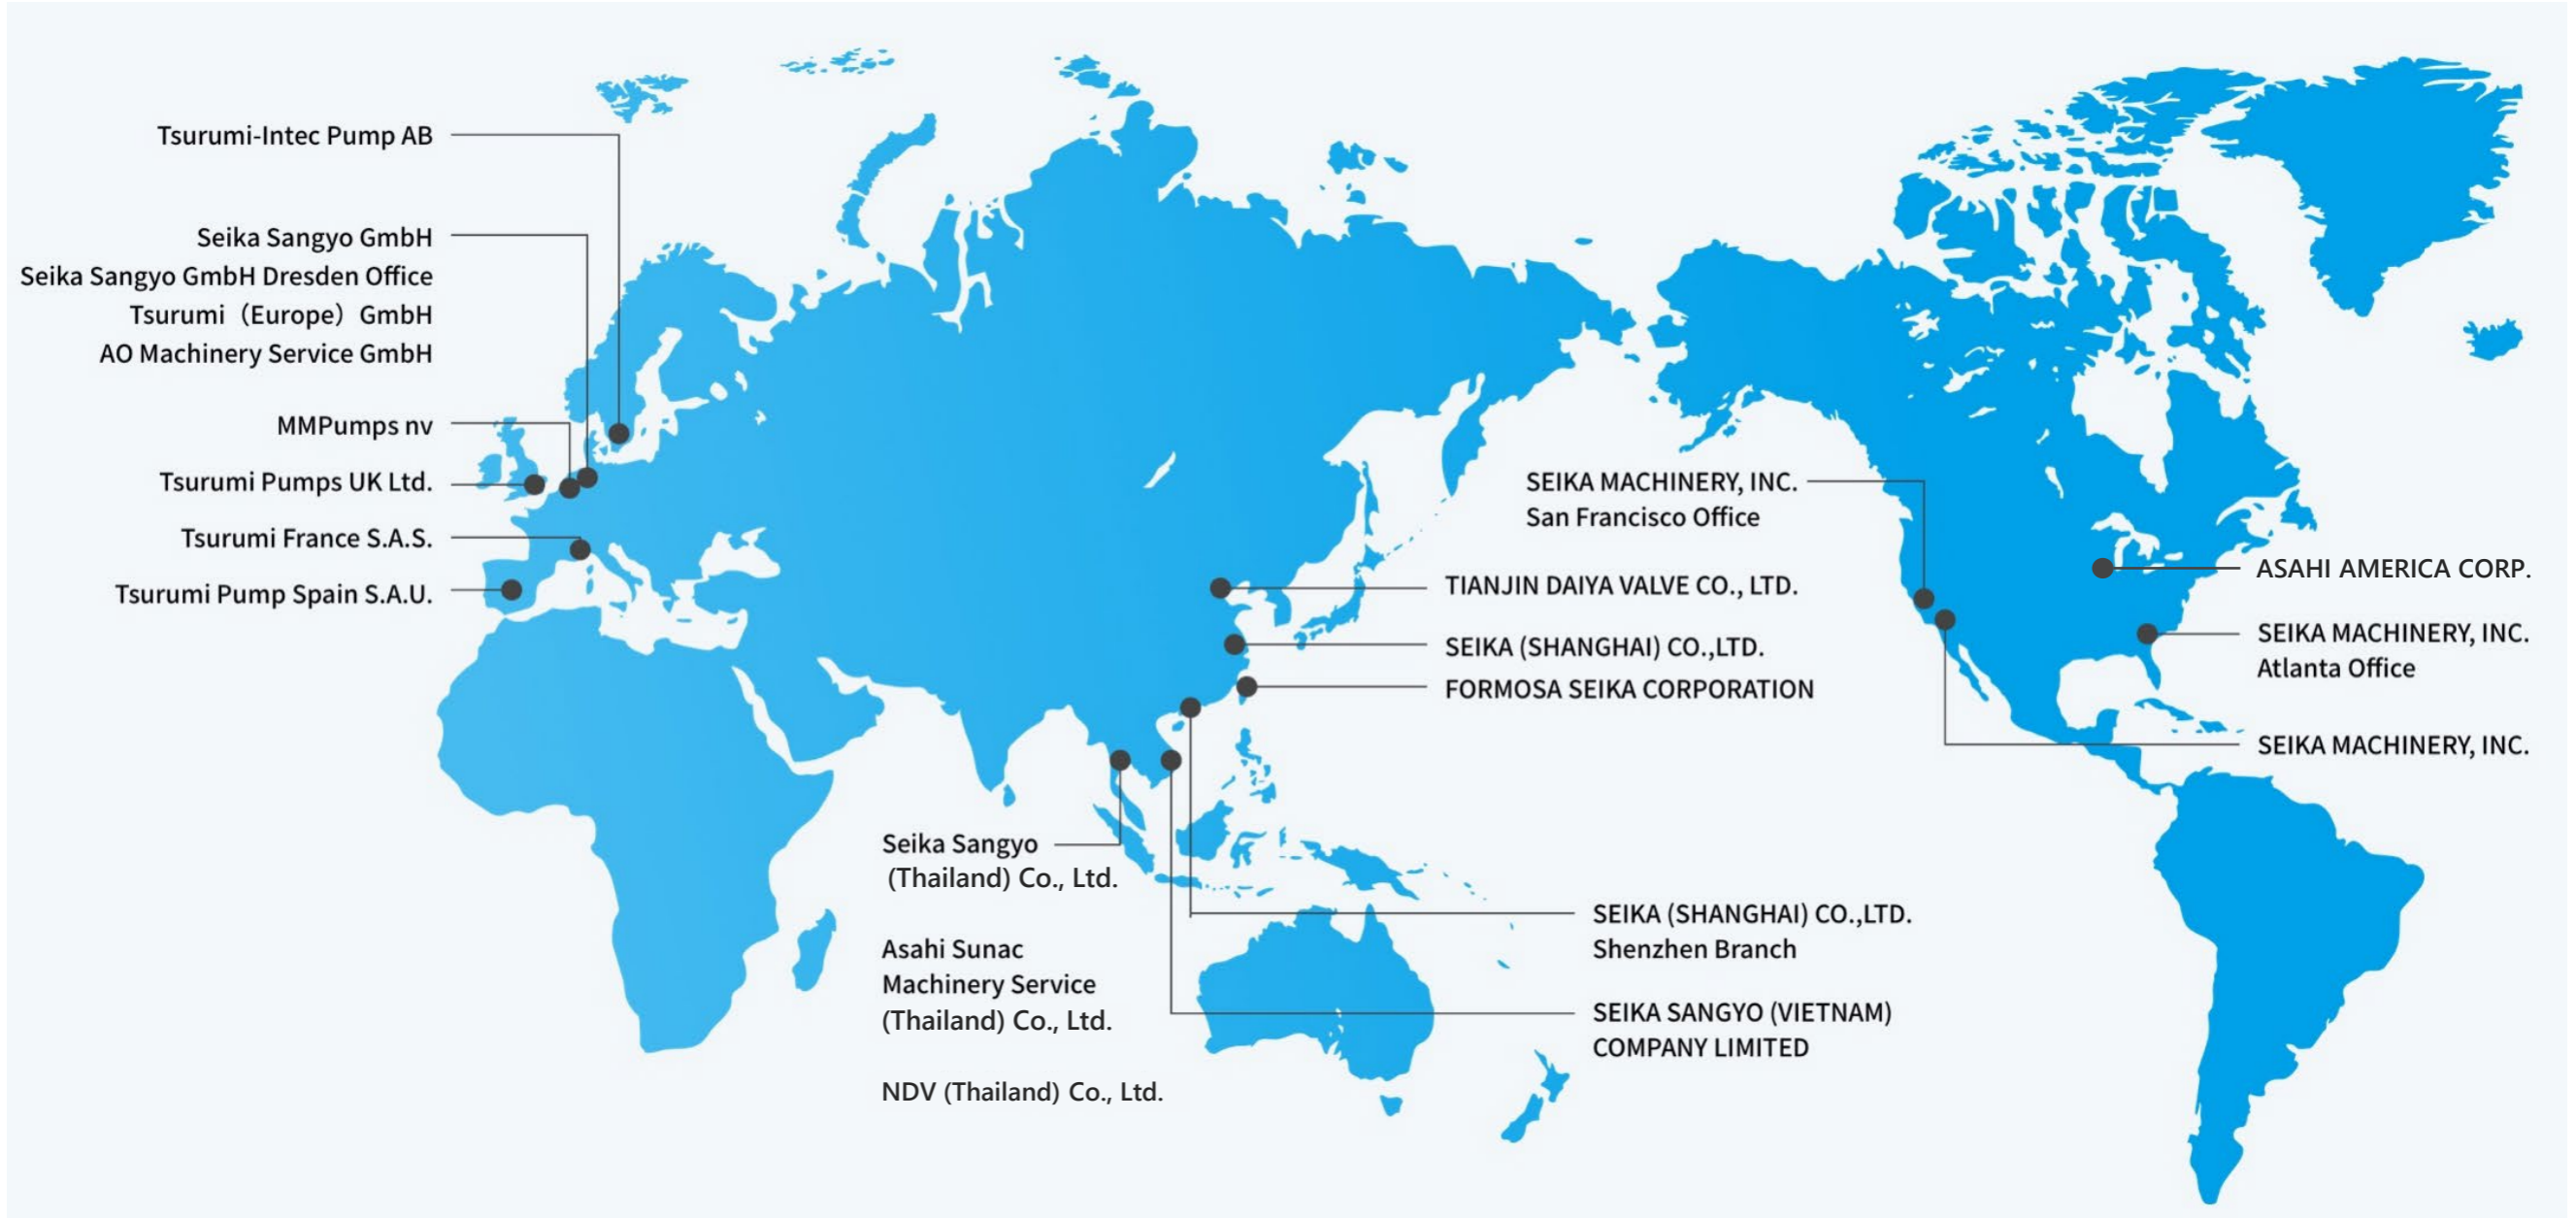 Tsurumi-Intec Pump AB
Seika Sangyo GmbH
Seika Sangyo GmbH Dresden Office
Tsurumi（Europe）GmbH
AO Machinery Service GmbH
MMPumps nv
Tsurumi Pumps UK Ltd.
Tsurumi France S.A.S.
Tsurumi Pump Spain S.A.U.
Seika Sangyo
(Thailand) Co., Ltd.
Asahi Sunac
Machinery Service
(Thailand) Co., Ltd.
NDV (Thailand) Co., Ltd.
SEIKA MACHINERY, INC.
San Francisco Office
TIANJIN DAIYA VALVE CO., LTD.
SEIKA (SHANGHAI) CO.,LTD.
FORMOSA SEIKA CORPORATION
SEIKA (SHANGHAI) CO.,LTD.
Shenzhen Branch
SEIKA SANGYO (VIETNAM)
COMPANY LIMITED
ASAHI AMERICA CORP.
SEIKA MACHINERY, INC.
Atlanta Office
SEIKA MACHINERY, INC.